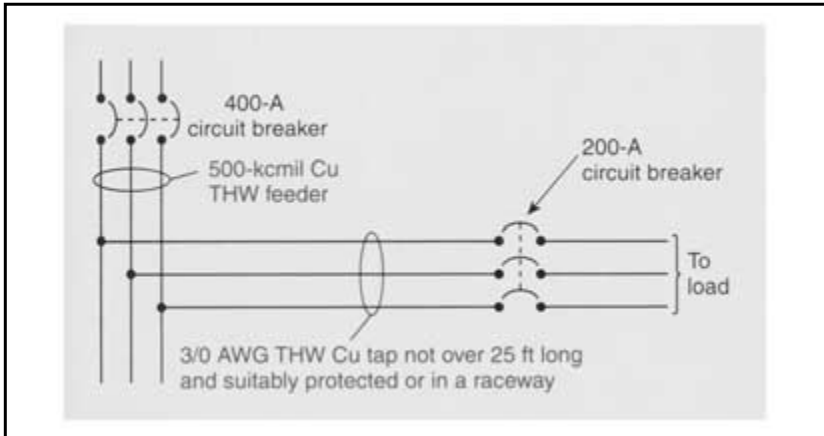 400-A
circuit breaker
500-kcmil Cu
THW feeder
200-A
circuit breaker
To
load
3/0 AWG THW Cu tap not over 25 ft long
and suitably protected or in a raceway